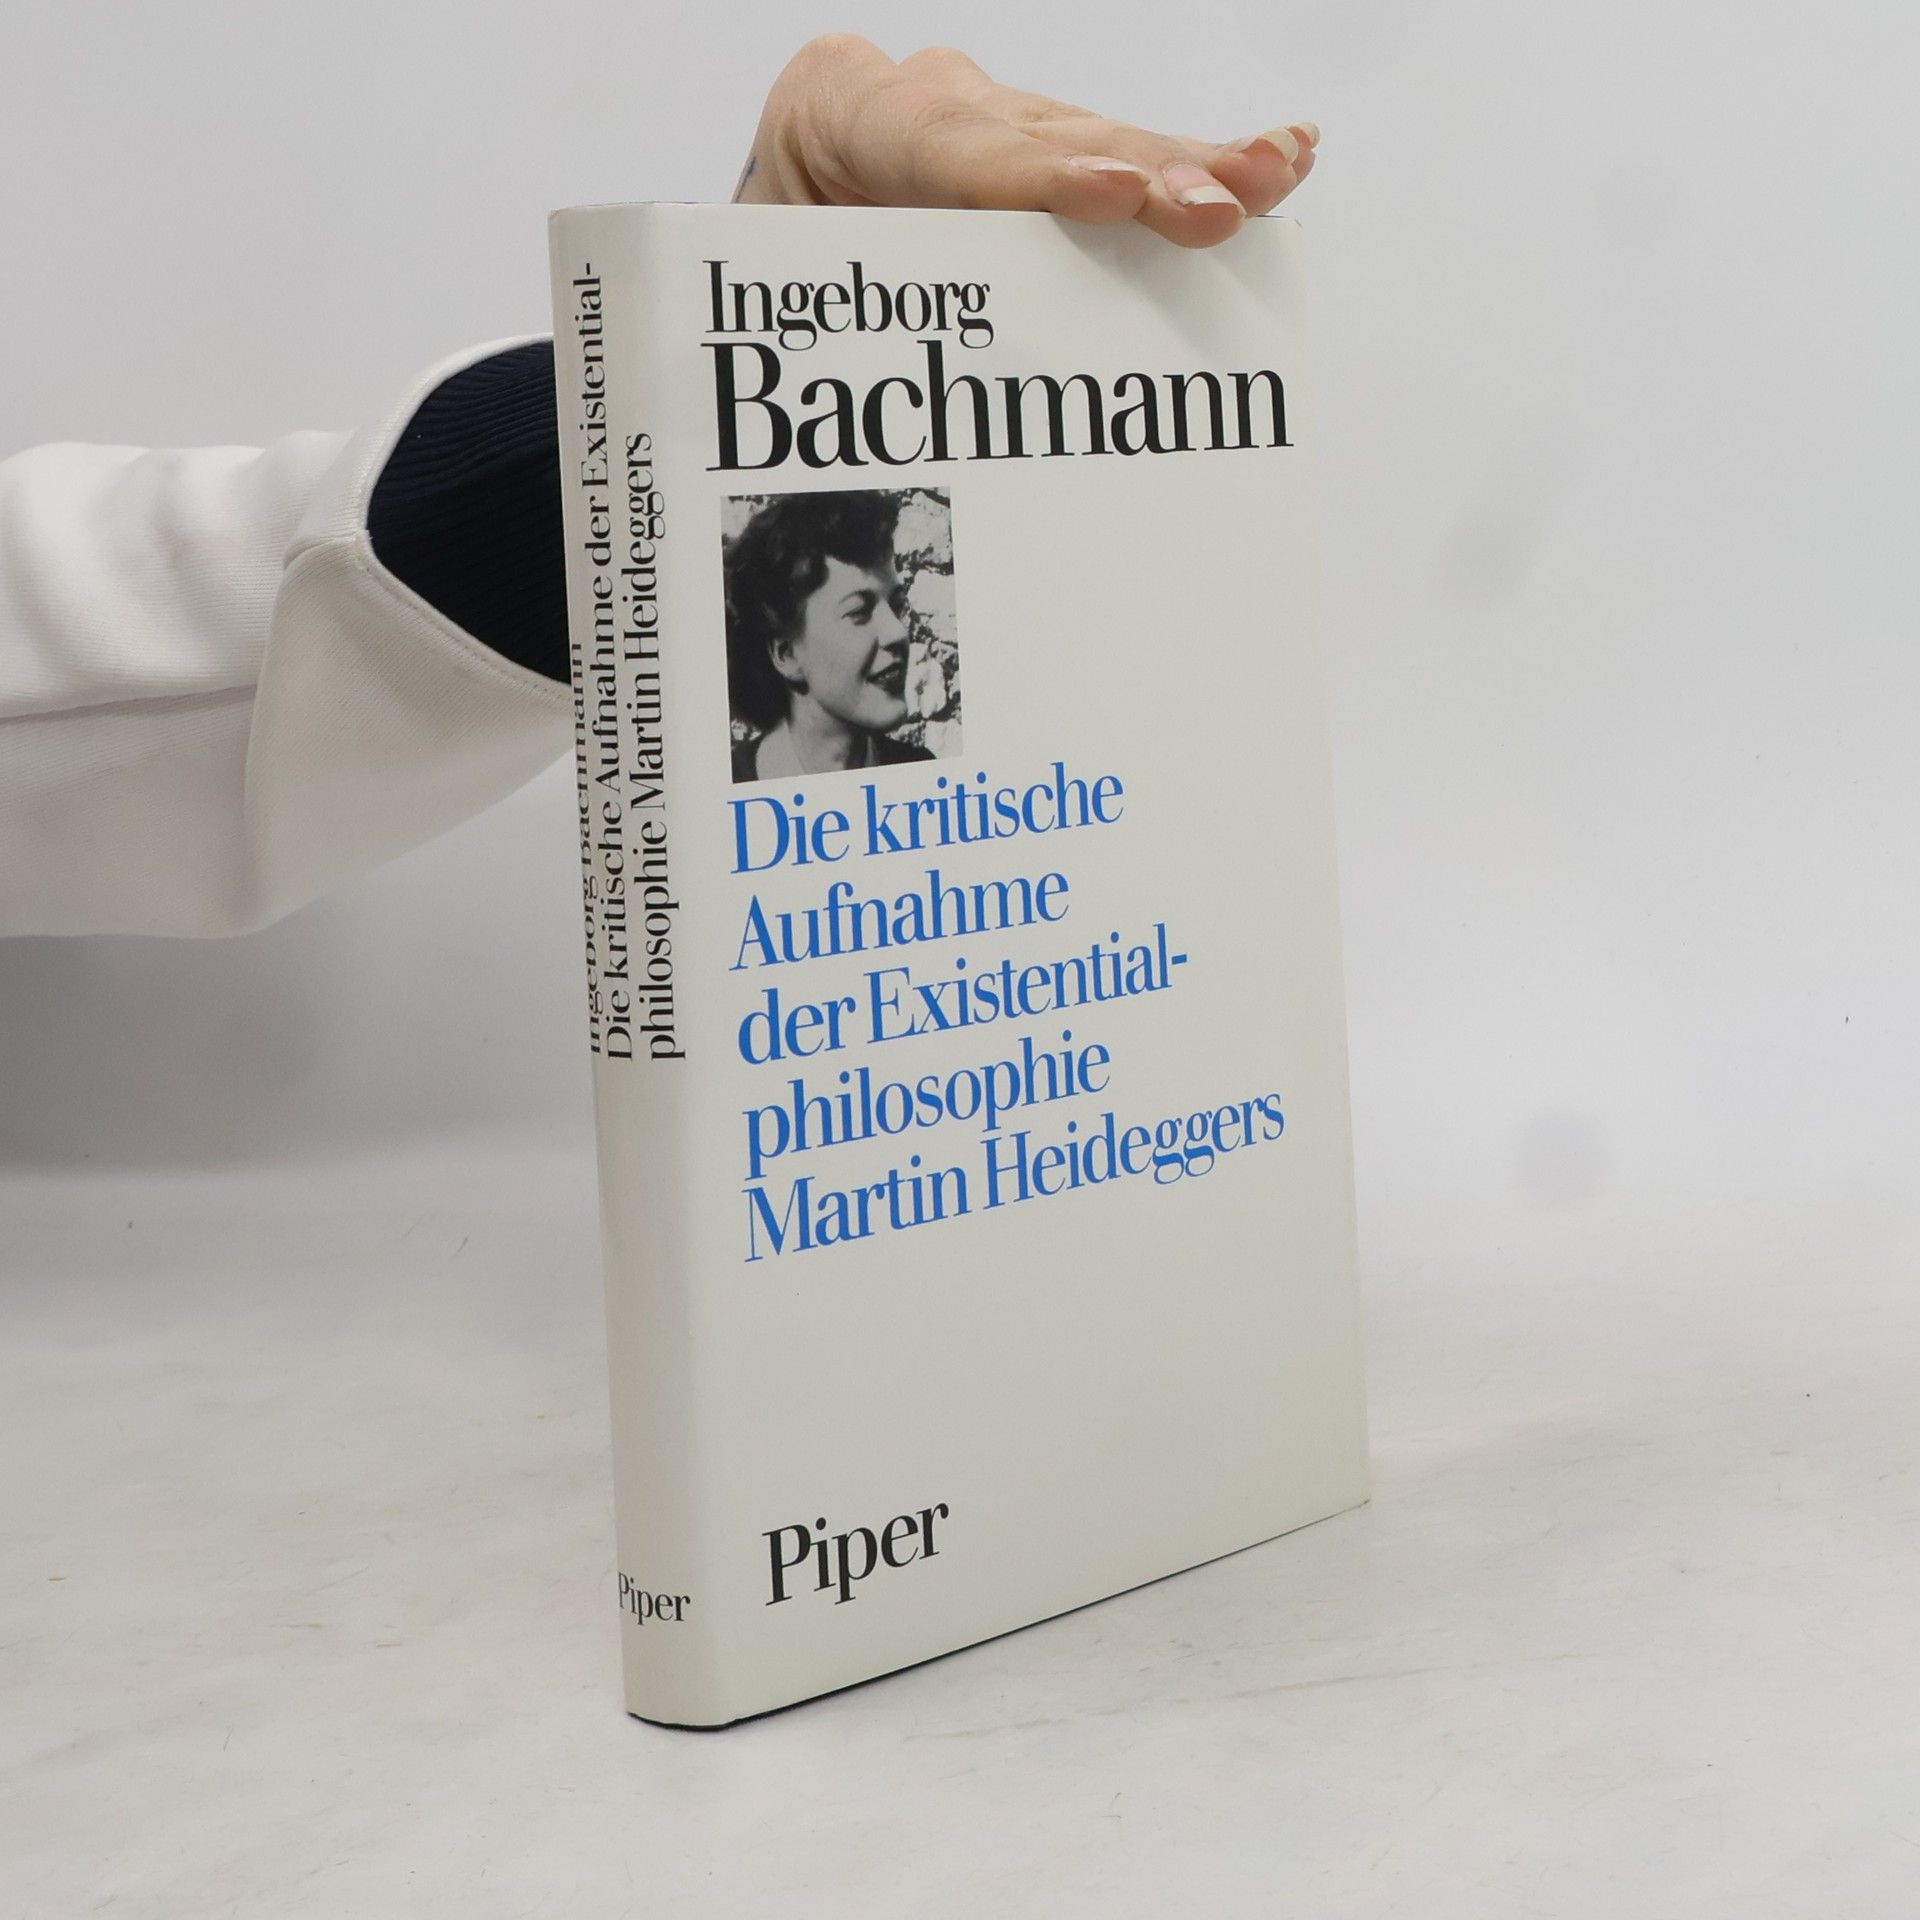 Ingeborg
Bachmann
Die kritische
Aufnahme
der Existential-
philosophie
Martin Heideggers
Piper
Ingeborg Bachmann
Die kritische Aufnahme der Existential-
philosophie Martin Heideggers
Piper